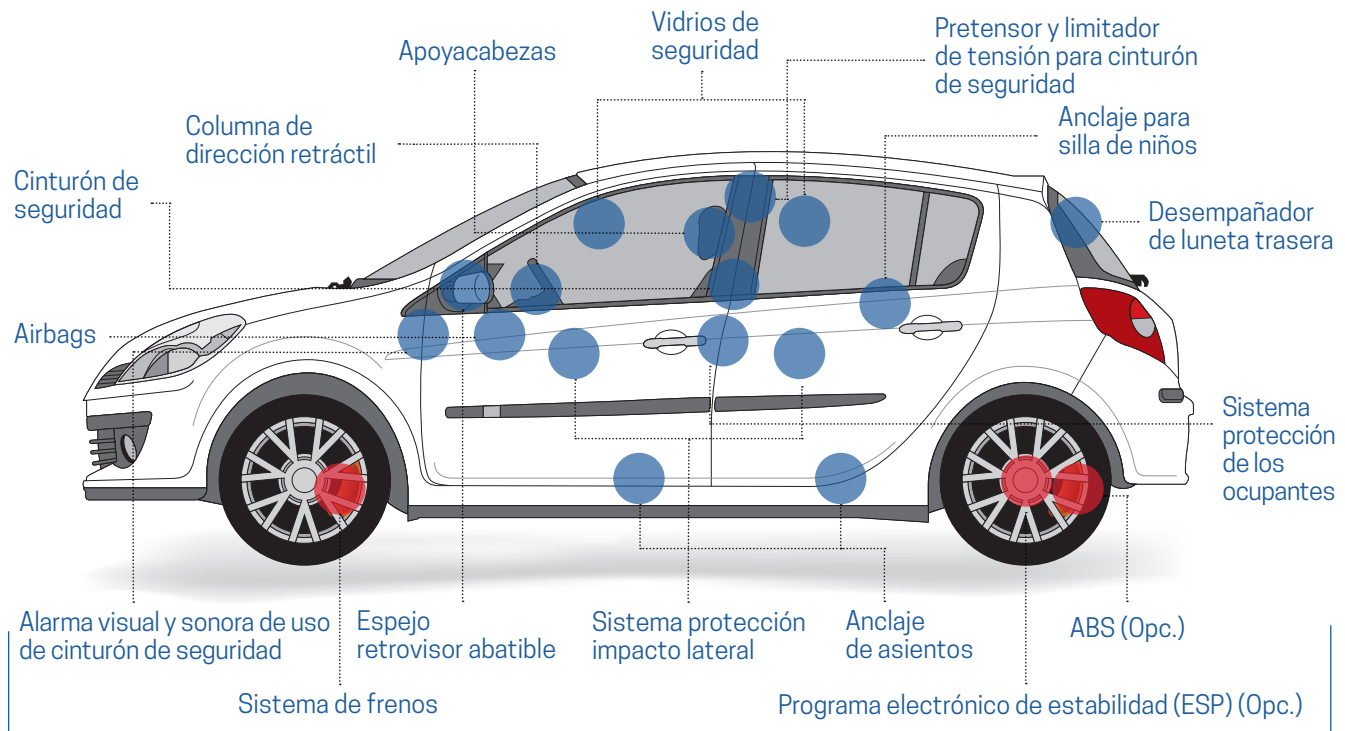 Vidrios de
seguridad
Pretensor y limitador
de tensión para cinturón
de seguridad
Apoyacabezas
Columna de
dirección retráctil
Anclaje para
silla de niños
Cinturón de
seguridad
Desempañador
de luneta trasera
Airbags
Sistema
protección
de los
ocupantes
Alarma visual y sonora de uso
de cinturón de seguridad
Espejo
retrovisor abatible
Sistema protección
impacto lateral
Anclaje
de asientos
ABS (Opc.)
Sistema de frenos
Programa electrónico de estabilidad (ESP) (Opc.)